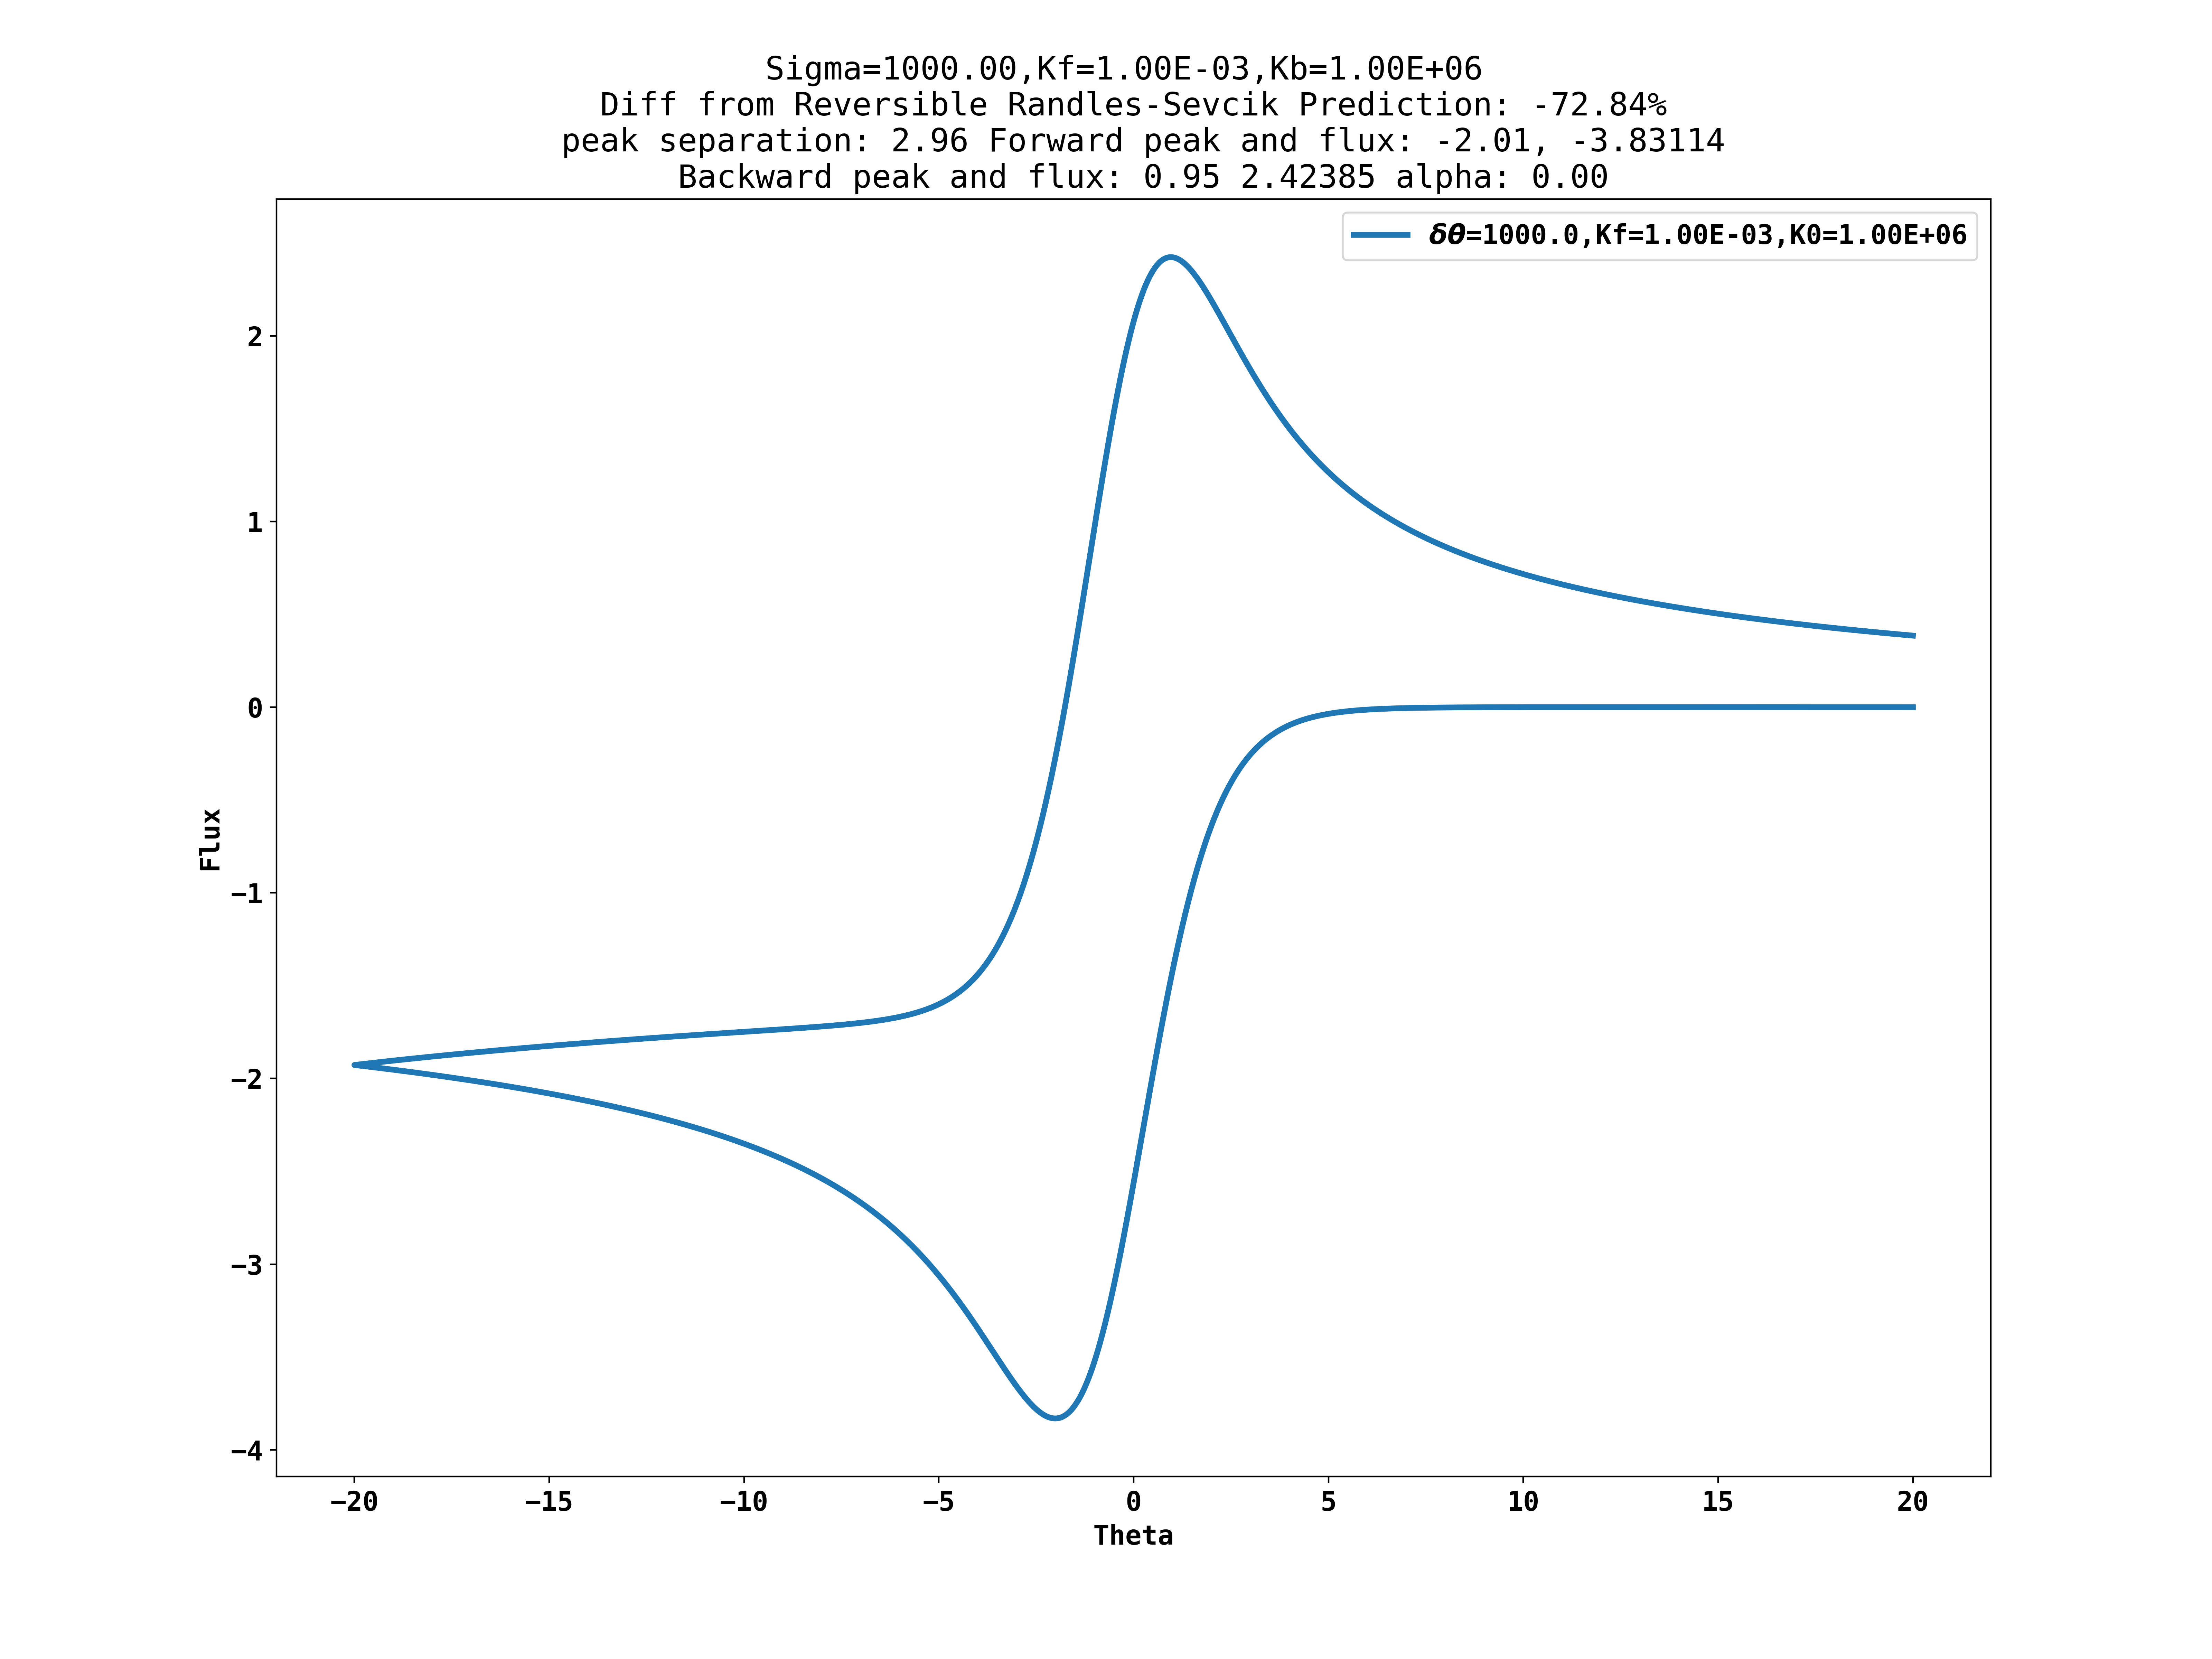 Sigma=1000.00,Kf=1.00E-03,Kb=1.00E+06
Diff from Reversible Randles-Sevcik Prediction: -72.84%
peak separation: 2.96 Forward peak and flux: -2.01, -3.83114
Backward peak and flux: 0.95 2.42385 alpha: 0.00
δθ=1000.0,Kf=1.00E-03,K0=1.00E+06
2
1
0
−1
−2
−3
−4
Flux
−20 −15 −10 −5 0 5 10 15 20
Theta